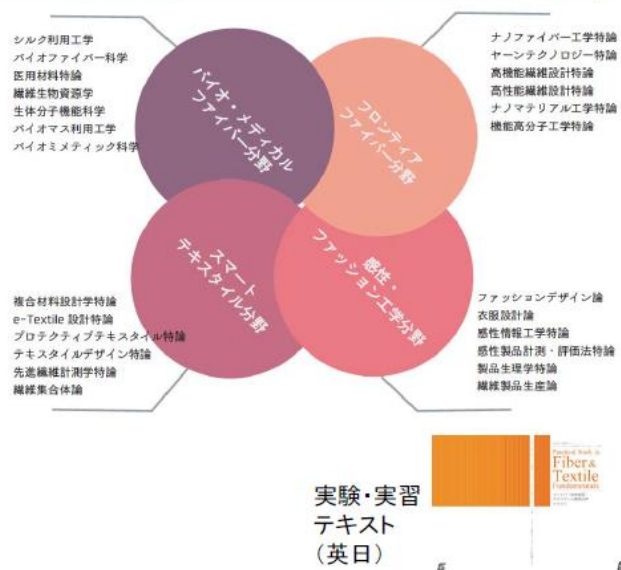 シルク利用工学
バイオファイバー科学
医用材料特論
繊維生物資源学
生体分子機能科学
バイオマス利用工学
バイオミメティック科学
バイオ・メディカル
ファイバー分野
フロンティア
ファイバー分野
ナノファイバー工学特論
ヤーンテクノロジー特論
高機能繊維設計特論
高性能繊維設計特論
ナノマテリアル工学特論
機能高分子工学特論
スマート
テキスタイル分野
感性・
ファッション工学分野
複合材料設計学特論
e-Textile 設計特論
プロテクティブテキスタイル特論
テキスタイルデザイン特論
先進繊維計測学特論
繊維集合体論
ファッションデザイン論
衣服設計論
感性情報工学特論
感性製品計測・評価法特論
製品生理学特論
繊維製品生産論
実験・実習
テキスト
（英日）
Practical Study in
Fiber &
Textile
Fundamentals